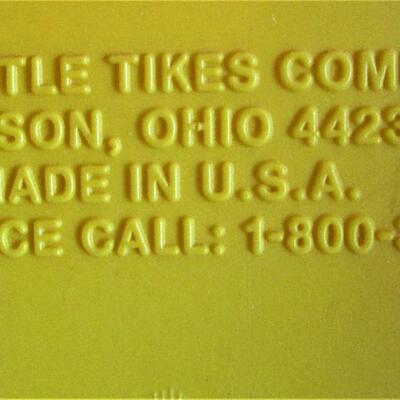 TLE TIKES COM
SON, OHIO 4423
MADE IN U.S.A.
CE CALL: 1-800-